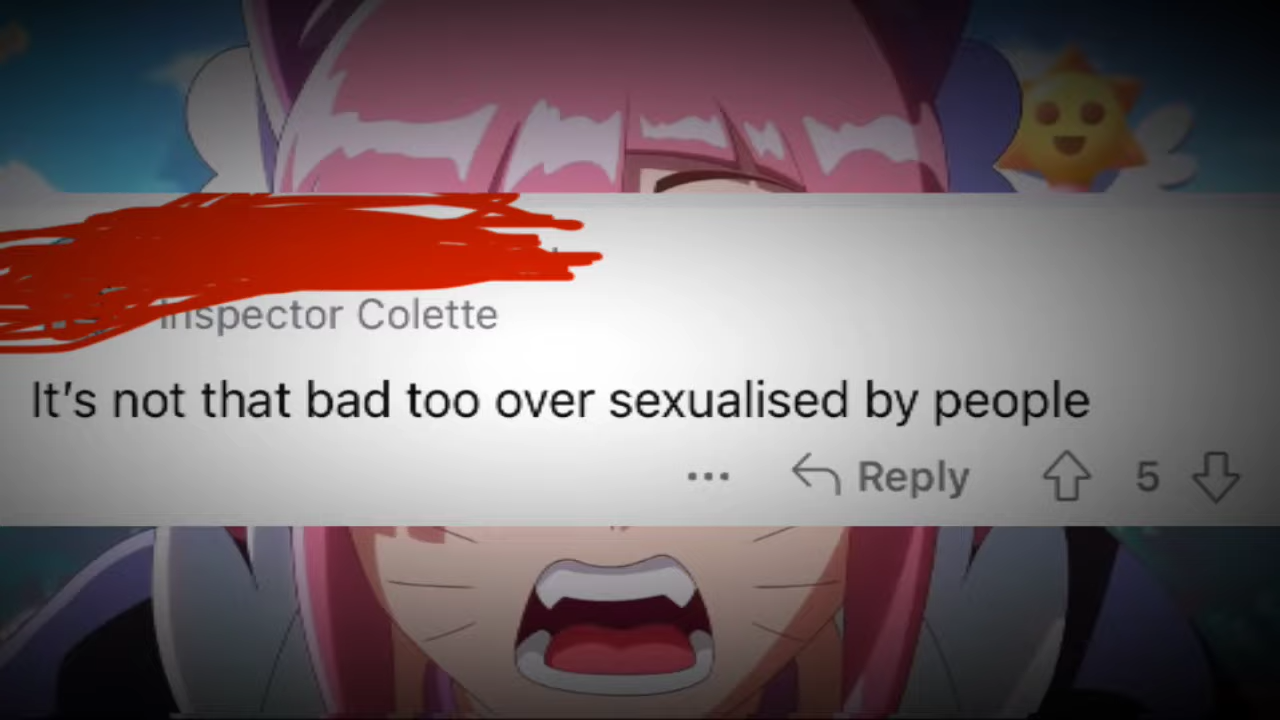 Inspector Colette
It's not that bad too over sexualised by people
Reply 5